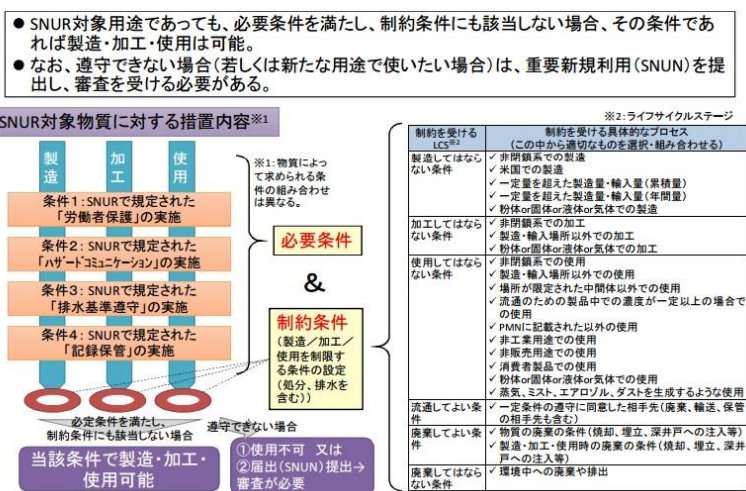 ● SNUR対象用途であっても、必要条件を満たし、制約条件にも該当しない場合、その条件であ
れば製造・加工・使用は可能。
● なお、遵守できない場合(若しくは新たな用途で使いたい場合)は、重要新規利用(SNUN)を提
出し、審査を受ける必要がある。
SNUR対象物質に対する措置内容※1
製造
加工
使用
条件1:SNURで規定された
「労働者保護」の実施
条件2:SNURで規定された
「ハザードコミュニケーション」の実施
条件3:SNURで規定された
「排水基準遵守」の実施
条件4:SNURで規定された
「記録保管」の実施
※1:物質によっ
て求められる条
件の組み合わせ
は異なる。
必要条件
&
制約条件
(製造/加工/
使用を制限す
る条件の設定
(処分、排水を
含む))
必定条件を満たし、
制約条件にも該当しない場合
遵守できない場合
当該条件で製造・加工・
使用可能
①使用不可 又は
②届出(SNUN)提出→
審査が必要
※2:ライフサイクルステージ
制約を受ける
LCS※2
制約を受ける具体的なプロセス
(この中から適切なものを選択・組み合わせる)
製造してはなら
ない条件
✓ 非閉鎖系での製造
✓ 米国での製造
✓ 一定量を超えた製造量・輸入量(累積量)
✓ 一定量を超えた製造量・輸入量(年間量)
✓ 粉体or固体or液体or気体での製造
加工してはなら
ない条件
✓ 非閉鎖系での加工
✓ 製造・輸入場所以外での加工
✓ 粉体or固体or液体or気体での加工
使用してはなら
ない条件
✓ 非閉鎖系での使用
✓ 製造・輸入場所以外での使用
✓ 場所が限定された中間体以外での使用
✓ 流通のための製品中での濃度が一定以上の場合で
の使用
✓ PMNに記載された以外の使用
✓ 非工業用途での使用
✓ 非販売用途での使用
✓ 消費者製品での使用
✓ 粉体or固体or液体or気体での使用
✓ 蒸気、ミスト、エアロゾル、ダストを生成するような使用
流通してよい条
件
✓ 一定条件の遵守に同意した相手先(廃棄、輸送、保管
の相手先も含む)
廃棄してよい条
件
✓ 物質の廃棄の条件(焼却、埋立、深井戸への注入等)
✓ 製造・加工・使用時の廃棄の条件(焼却、埋立、深井
戸への注入等)
廃棄してはなら
ない条件
✓ 環境中への廃棄や排出